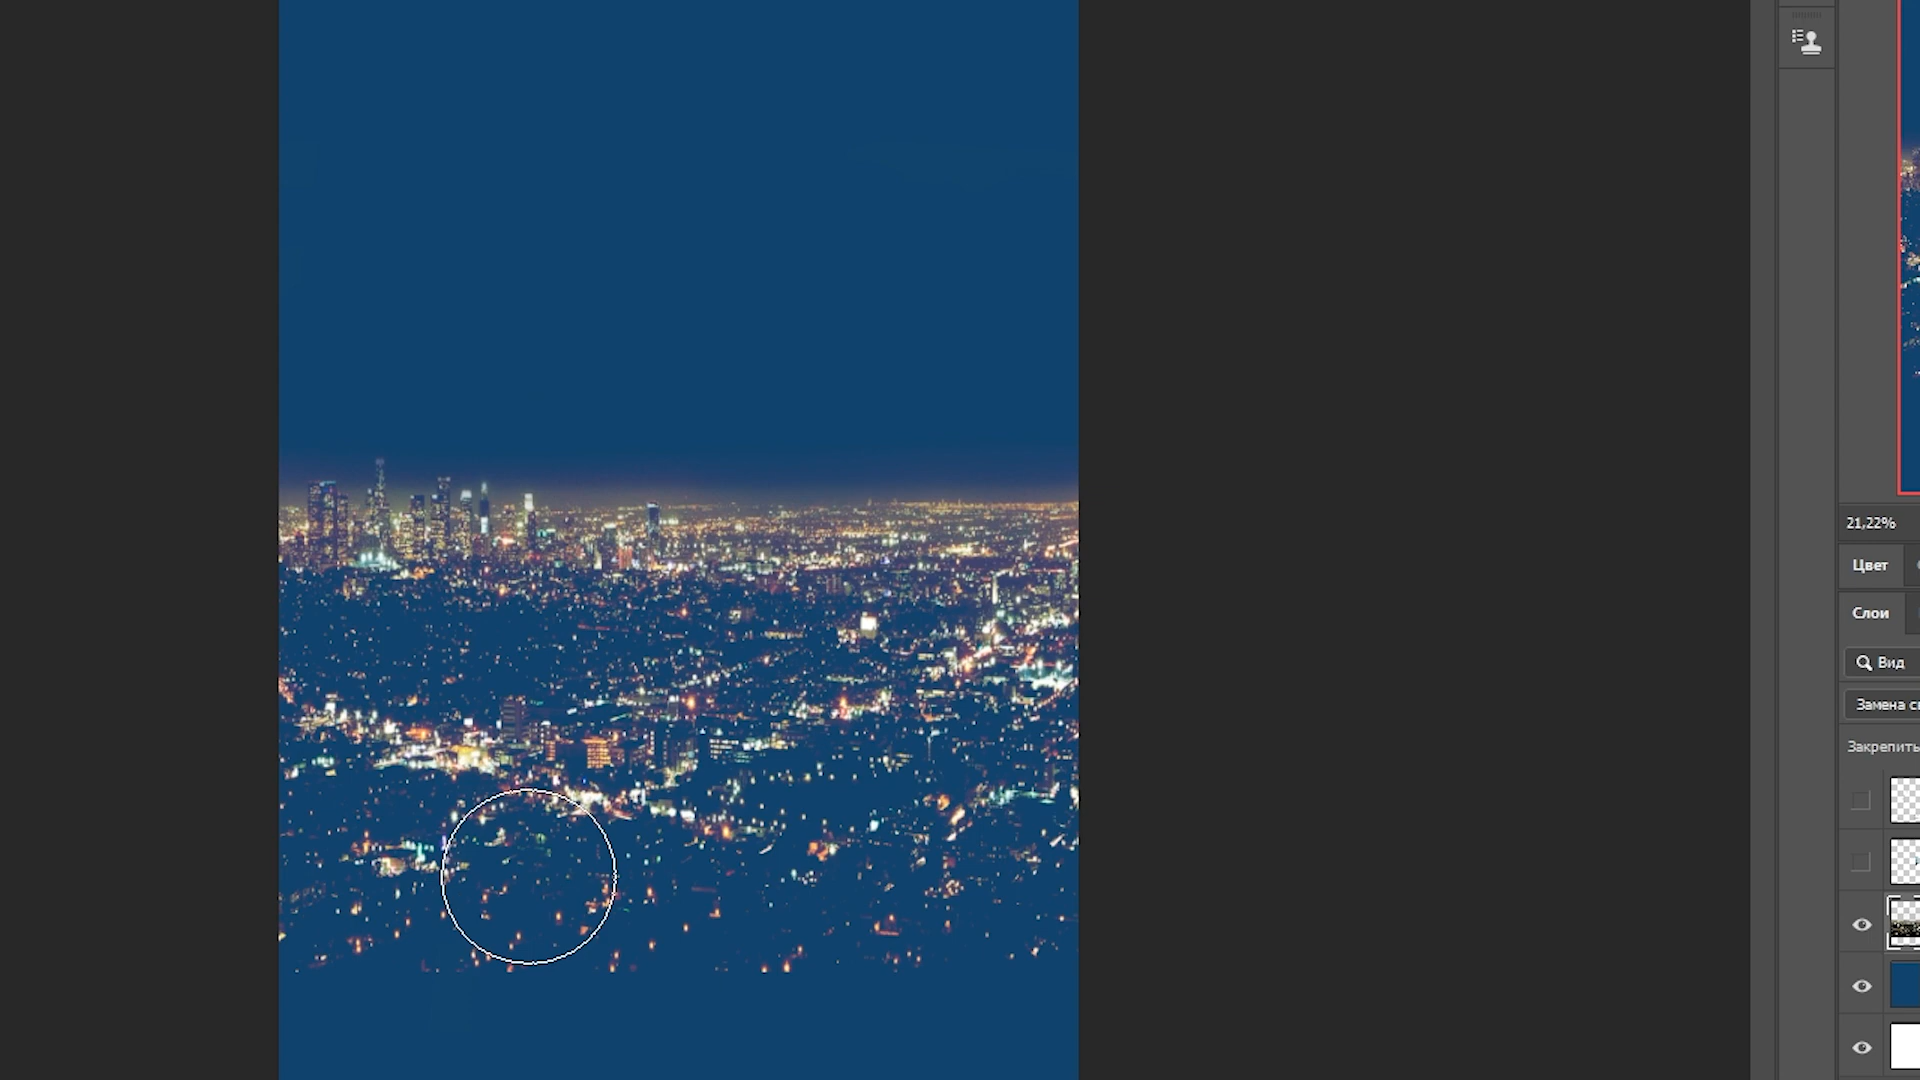 21,22%
Цвет
Слои
Вид
Замена с
Закрепить